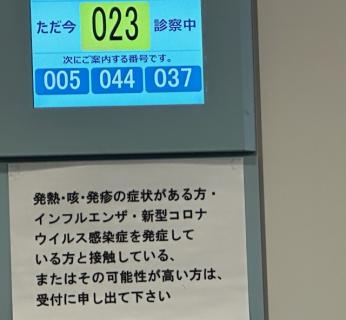 ただ今 023 診察中
次にご案内する番号です。
005 044 037
発熱・咳・発疹の症状がある方・
インフルエンザ・新型コロナ
ウイルス感染症を発症して
いる方と接触している、
またはその可能性が高い方は、
受付に申し出て下さい